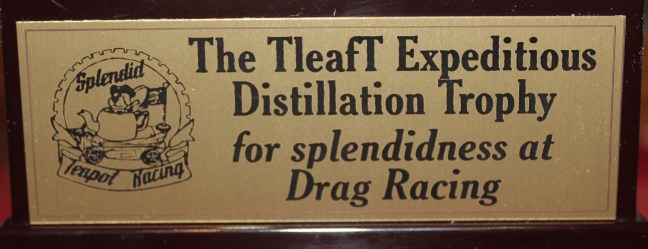 Splendid
Teapot Racing
The TleafT Expeditious
Distillation Trophy
for splendidness at
Drag Racing